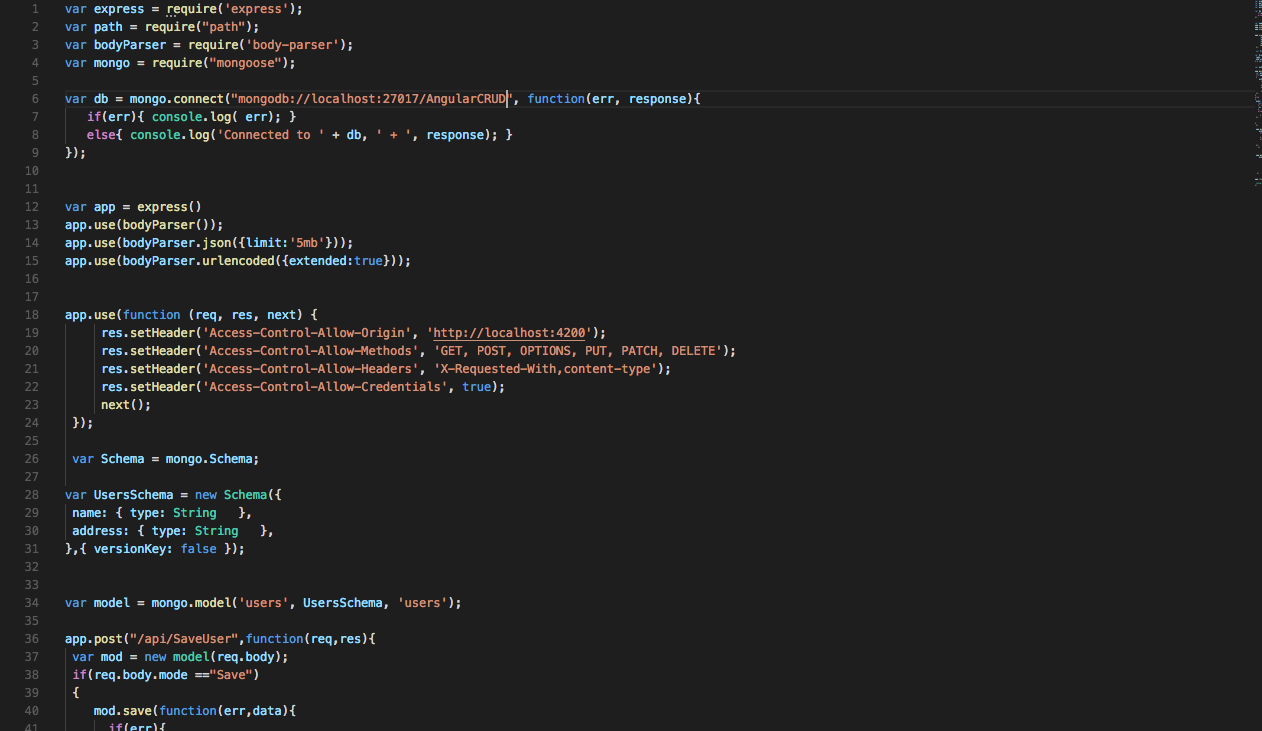 1 var express = require('express');
2 var path = require("path");
3 var bodyParser = require('body-parser');
4 var mongo = require("mongoose");
5
6 var db = mongo.connect("mongodb://localhost:27017/AngularCRUD", function(err, response){
7 if(err){ console.log( err); }
8 else{ console.log('Connected to ' + db, ' + ', response); }
9 });
10
11
12 var app = express()
13 app.use(bodyParser());
14 app.use(bodyParser.json({limit:'5mb'}));
15 app.use(bodyParser.urlencoded({extended:true}));
16
17
18 app.use(function (req, res, next) {
19 res.setHeader('Access-Control-Allow-Origin', 'http://localhost:4200');
20 res.setHeader('Access-Control-Allow-Methods', 'GET, POST, OPTIONS, PUT, PATCH, DELETE');
21 res.setHeader('Access-Control-Allow-Headers', 'X-Requested-With,content-type');
22 res.setHeader('Access-Control-Allow-Credentials', true);
23 next();
24 });
25
26 var Schema = mongo.Schema;
27
28 var UsersSchema = new Schema({
29 name: { type: String   },
30 address: { type: String   },
31 },{ versionKey: false });
32
33
34 var model = mongo.model('users', UsersSchema, 'users');
35
36 app.post("/api/SaveUser",function(req,res){
37 var mod = new model(req.body);
38 if(req.body.mode =="Save")
39 {
40 mod.save(function(err,data){
41 if(err){